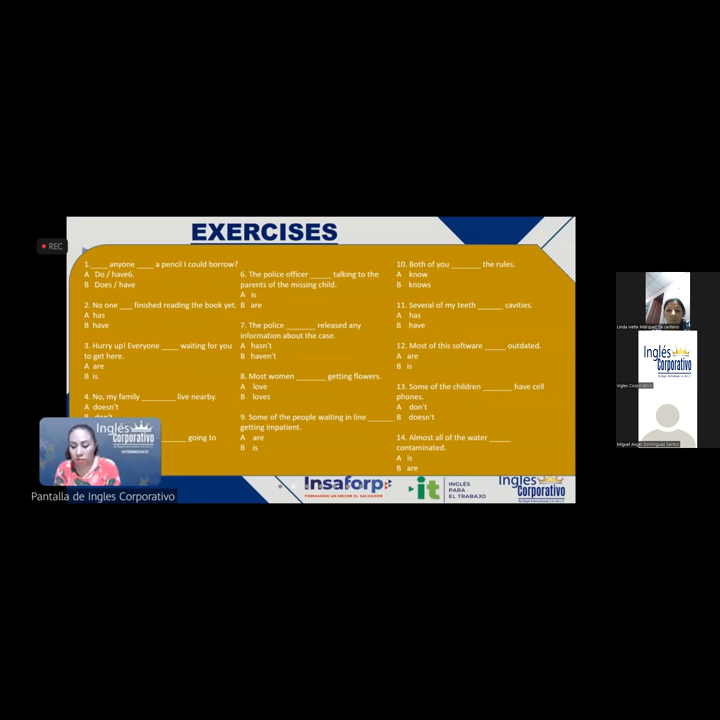 EXERCISES
REC
1.____ anyone ____ a pencil I could borrow?
A Do / have6.
B Does / have
2. No one ___ finished reading the book yet.
A has
B have
3. Hurry up! Everyone ____ waiting for you
to get here.
A are
B is
4. No, my family ________ live nearby.
A doesn't
B don't
______ going to
6. The police officer _____ talking to the
parents of the missing child.
A is
B are
7. The police _______ released any
information about the case.
A hasn't
B haven't
8. Most women _______ getting flowers.
A love
B loves
9. Some of the people waiting in line ______
getting impatient.
A are
B is
10. Both of you _______ the rules.
A know
B knows
11. Several of my teeth ______ cavities.
A has
B have
12. Most of this software _____ outdated.
A are
B is
13. Some of the children _______ have cell
phones.
A don't
B doesn't
14. Almost all of the water _____
contaminated.
A is
B are
Inglés
Corporativo
INTERMEDIATE
Pantalla de Ingles Corporativo
Insaforp
FORMANDO UN MEJOR EL SALVADOR
it
INGLÉS
PARA
EL TRABAJO
Inglés
Corporativo
Linda Ivette Marquez de centeno
Inglés
Corporativo
Ingles Corporativo
Miguel Angel Dominguez Santos